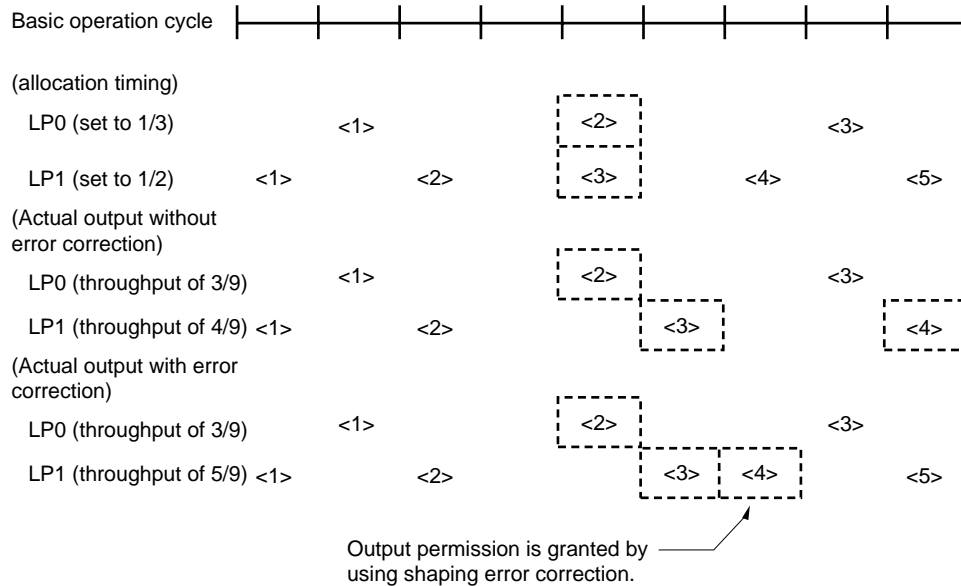 Basic operation cycle
(allocation timing)
LP0 (set to 1/3) <1> <2> <3>
LP1 (set to 1/2) <1> <2> <3> <4> <5>
(Actual output without
error correction)
LP0 (throughput of 3/9) <1> <2> <3>
LP1 (throughput of 4/9) <1> <2> <3> <4>
(Actual output with error
correction)
LP0 (throughput of 3/9) <1> <2> <3>
LP1 (throughput of 5/9) <1> <2> <3> <4> <5>
Output permission is granted by
using shaping error correction.